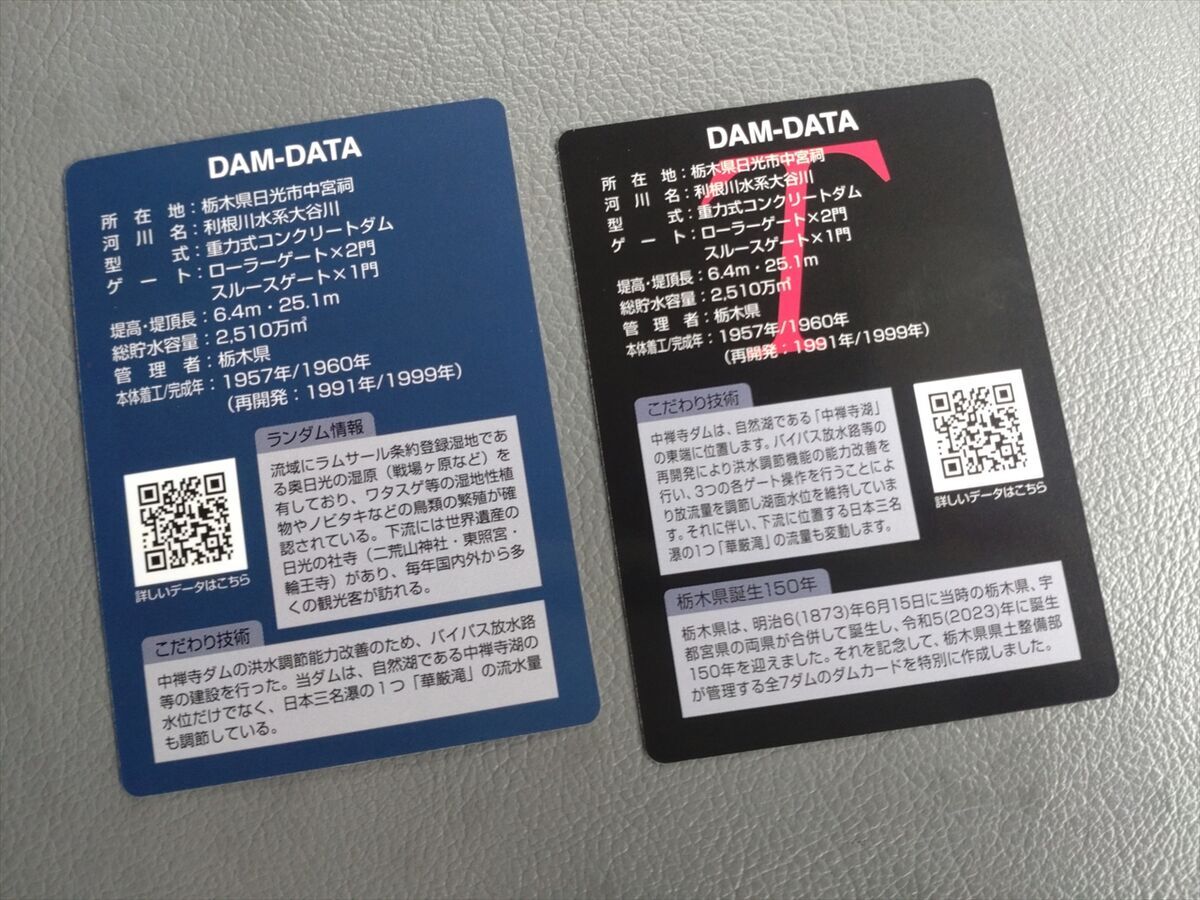 DAM-DATA
所在地：栃木県日光市中宮祠
河川名：利根川水系大谷川
型式：重力式コンクリートダム
ゲート：ローラーゲート×2門
スルースゲート×1門
堤高・堤頂長：6.4m・25.1m
総貯水容量：2,510万㎥
管理者：栃木県
本体着工/完成年：1957年/1960年
(再開発：1991年/1999年)
ランダム情報
流域にラムサール条約登録湿地であ
る奥日光の湿原（戦場ヶ原など）を
有しており、ワタスゲ等の湿地性植
物やノビタキなどの鳥類の繁殖が確
認されている。下流には世界遺産の
日光の社寺（二荒山神社・東照宮・
輪王寺）があり、毎年国内外から多
くの観光客が訪れる。
詳しいデータはこちら
こだわり技術
中禅寺ダムの洪水調節能力改善のため、バイパス放水路
等の建設を行った。当ダムは、自然湖である中禅寺湖の
水位だけでなく、日本三名瀑の1つ「華厳滝」の流水量
も調節している。
DAM-DATA
T
所在地：栃木県日光市中宮祠
河川名：利根川水系大谷川
型式：重力式コンクリートダム
ゲート：ローラーゲート×2門
スルースゲート×1門
堤高・堤頂長：6.4m・25.1m
総貯水容量：2,510万㎥
管理者：栃木県
本体着工/完成年：1957年/1960年
(再開発：1991年/1999年)
こだわり技術
中禅寺ダムは、自然湖である「中禅寺湖」
の東端に位置します。バイパス放水路等の
再開発により洪水調節機能の能力改善を
行い、3つの各ゲート操作を行うことによ
り放流量を調節し湖面水位を維持していま
す。それに伴い、下流に位置する日本三名
瀑の1つ「華厳滝」の流量も変動します。
詳しいデータはこちら
栃木県誕生150年
栃木県は、明治6(1873)年6月15日に当時の栃木県、宇
都宮県の両県が合併して誕生し、令和5(2023)年に誕生
150年を迎えました。それを記念して、栃木県県土整備部
が管理する全7ダムのダムカードを特別に作成しました。